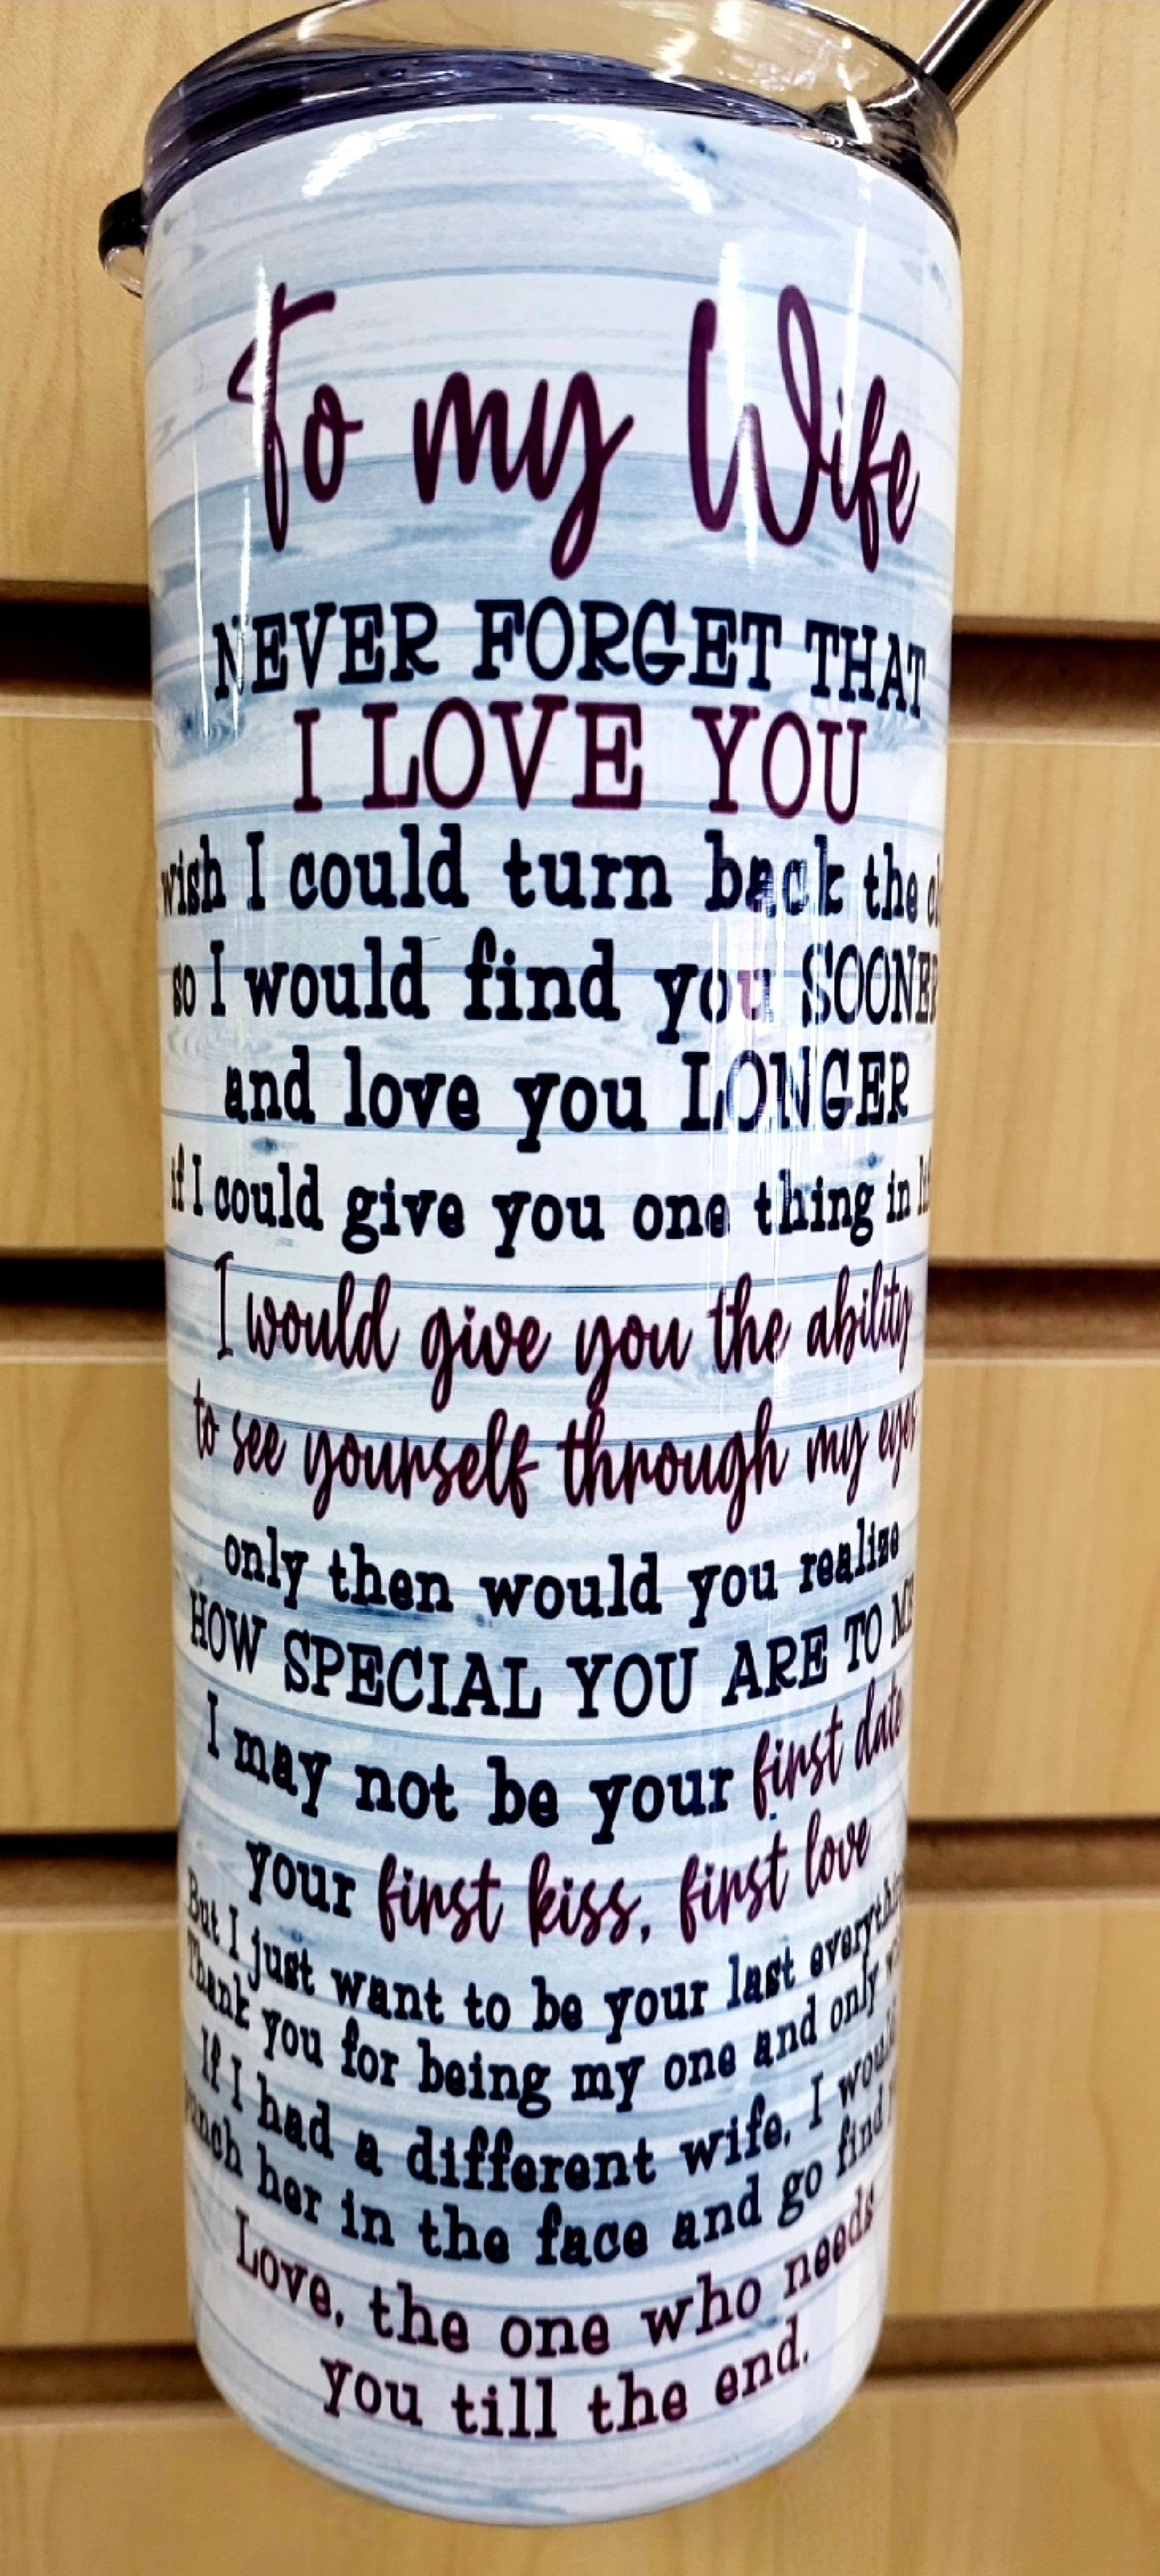 To my Wife
NEVER FORGET THAT
I LOVE YOU
wish I could turn back the
so I would find you SOONER
and love you LONGER
if I could give you one thing in
I would give you the ability
to see yourself through my eyes
only then would you realize
HOW SPECIAL YOU ARE TO ME
I may not be your first date
your first kiss, first love
But I just want to be your last everything
Thank you for being my one and only
If I had a different wife, I would
her in the face and go find
Love, the one who needs
you till the end.